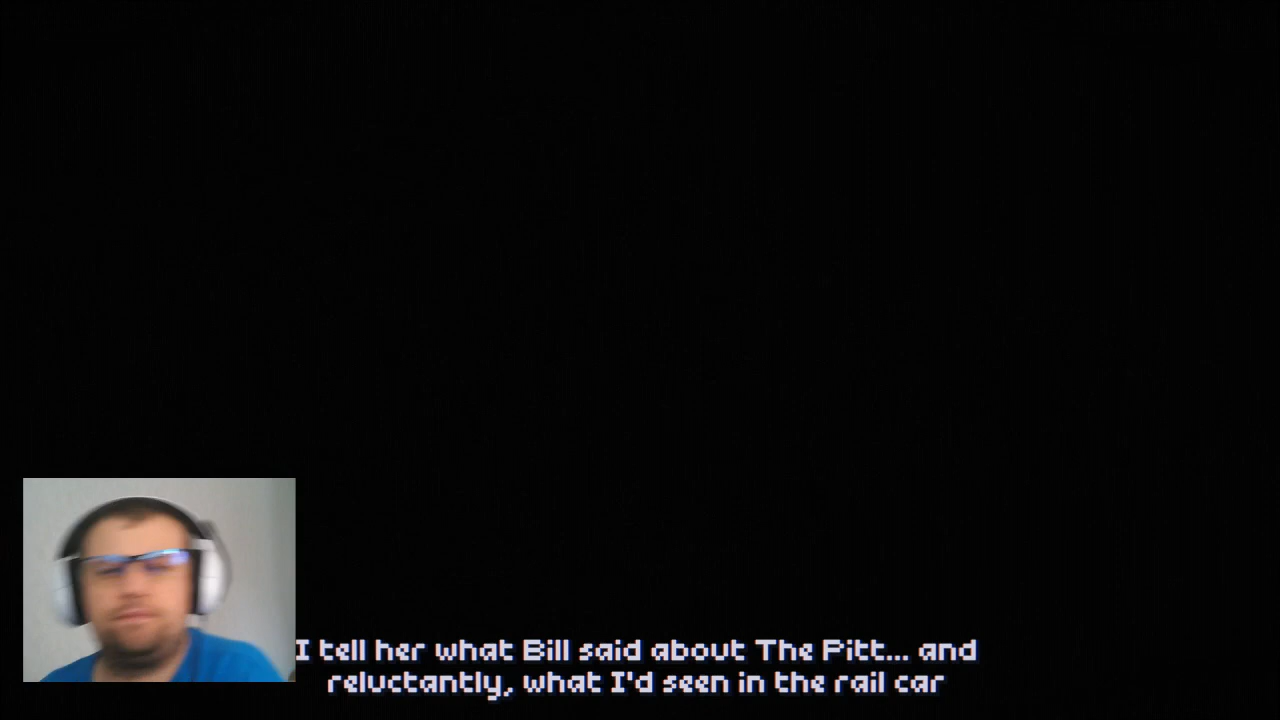 I tell her what Bill said about The Pitt... and
reluctantly, what I'd seen in the rail car